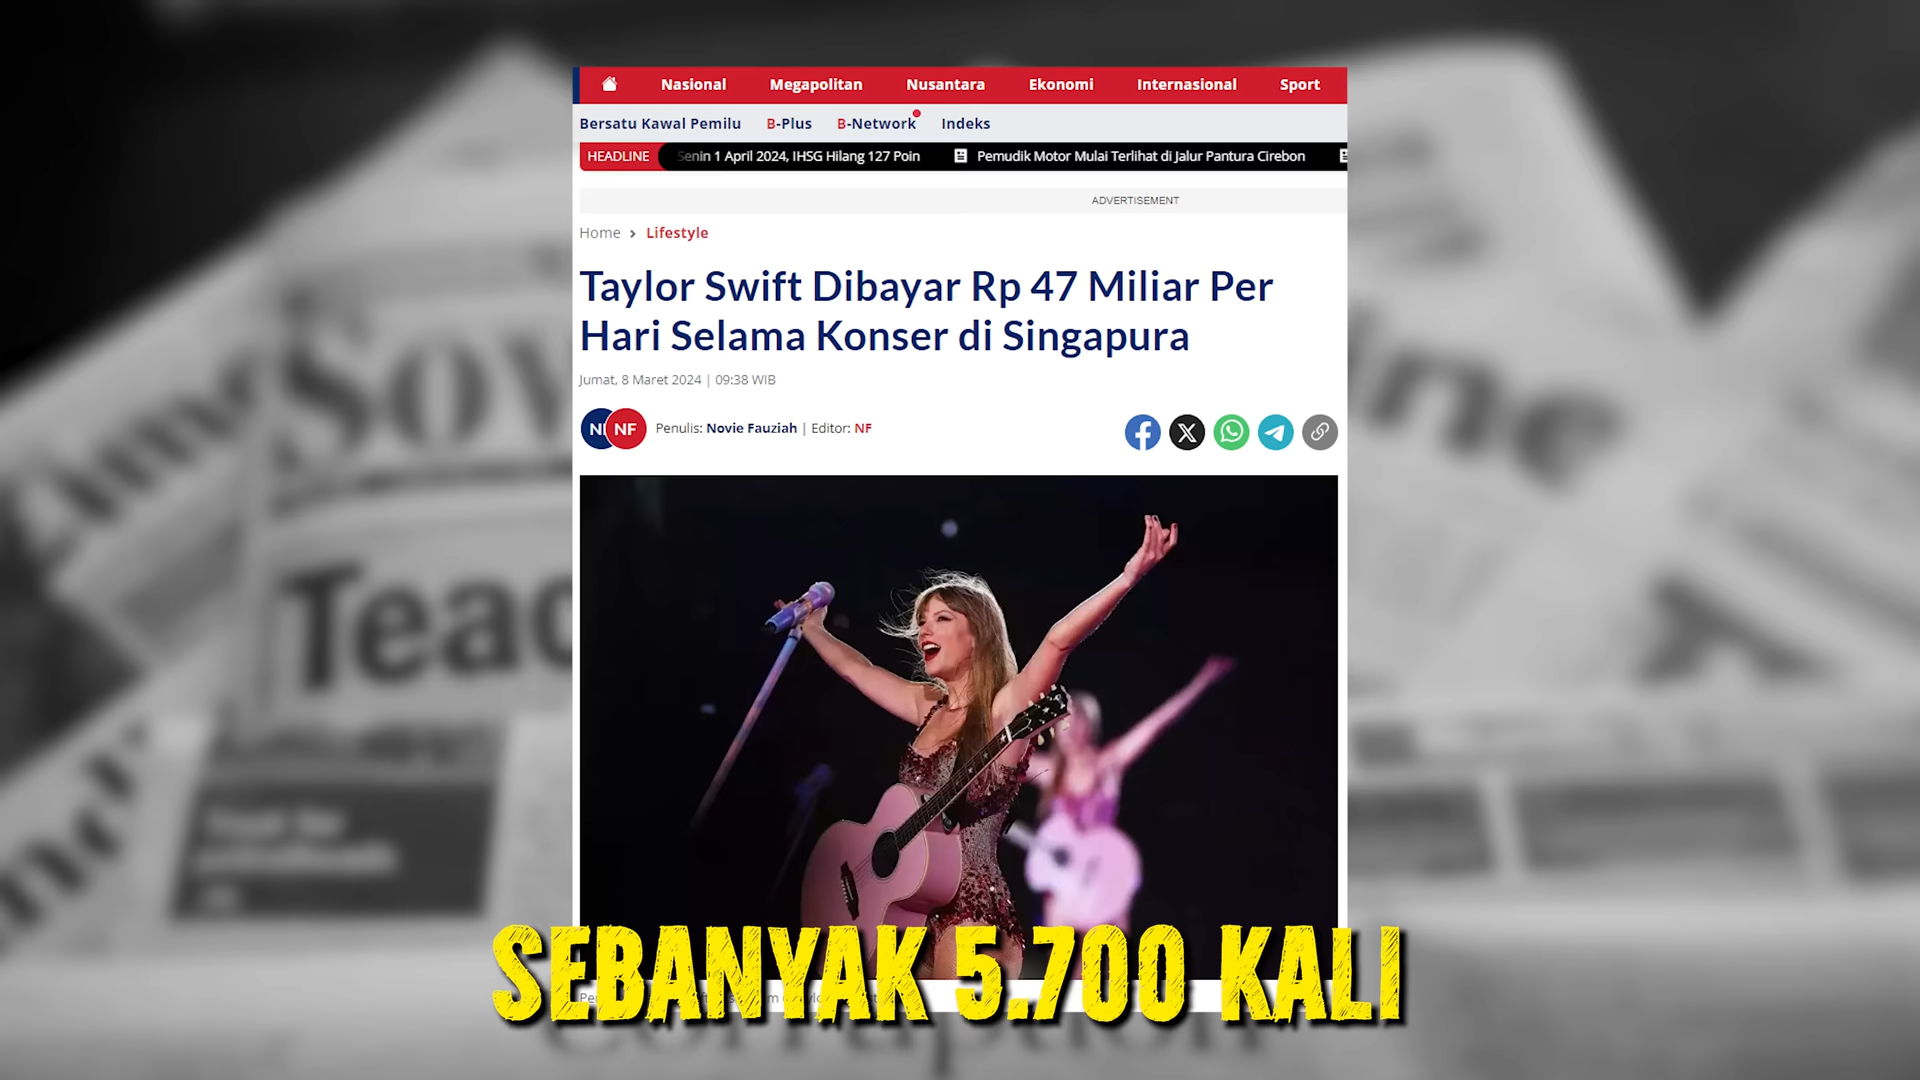 Nasional Megapolitan Nusantara Ekonomi Internasional Sport
Bersatu Kawal Pemilu B-Plus B-Network Indeks
HEADLINE Senin 1 April 2024, IHSG Hilang 127 Poin Pemudik Motor Mulai Terlihat di Jalur Pantura Cirebon
ADVERTISEMENT
Home > Lifestyle
Taylor Swift Dibayar Rp 47 Miliar Per
Hari Selama Konser di Singapura
Jumat, 8 Maret 2024 | 09:38 WIB
NF Penulis: Novie Fauziah | Editor: NF
SEBANYAK 5.700 KALI